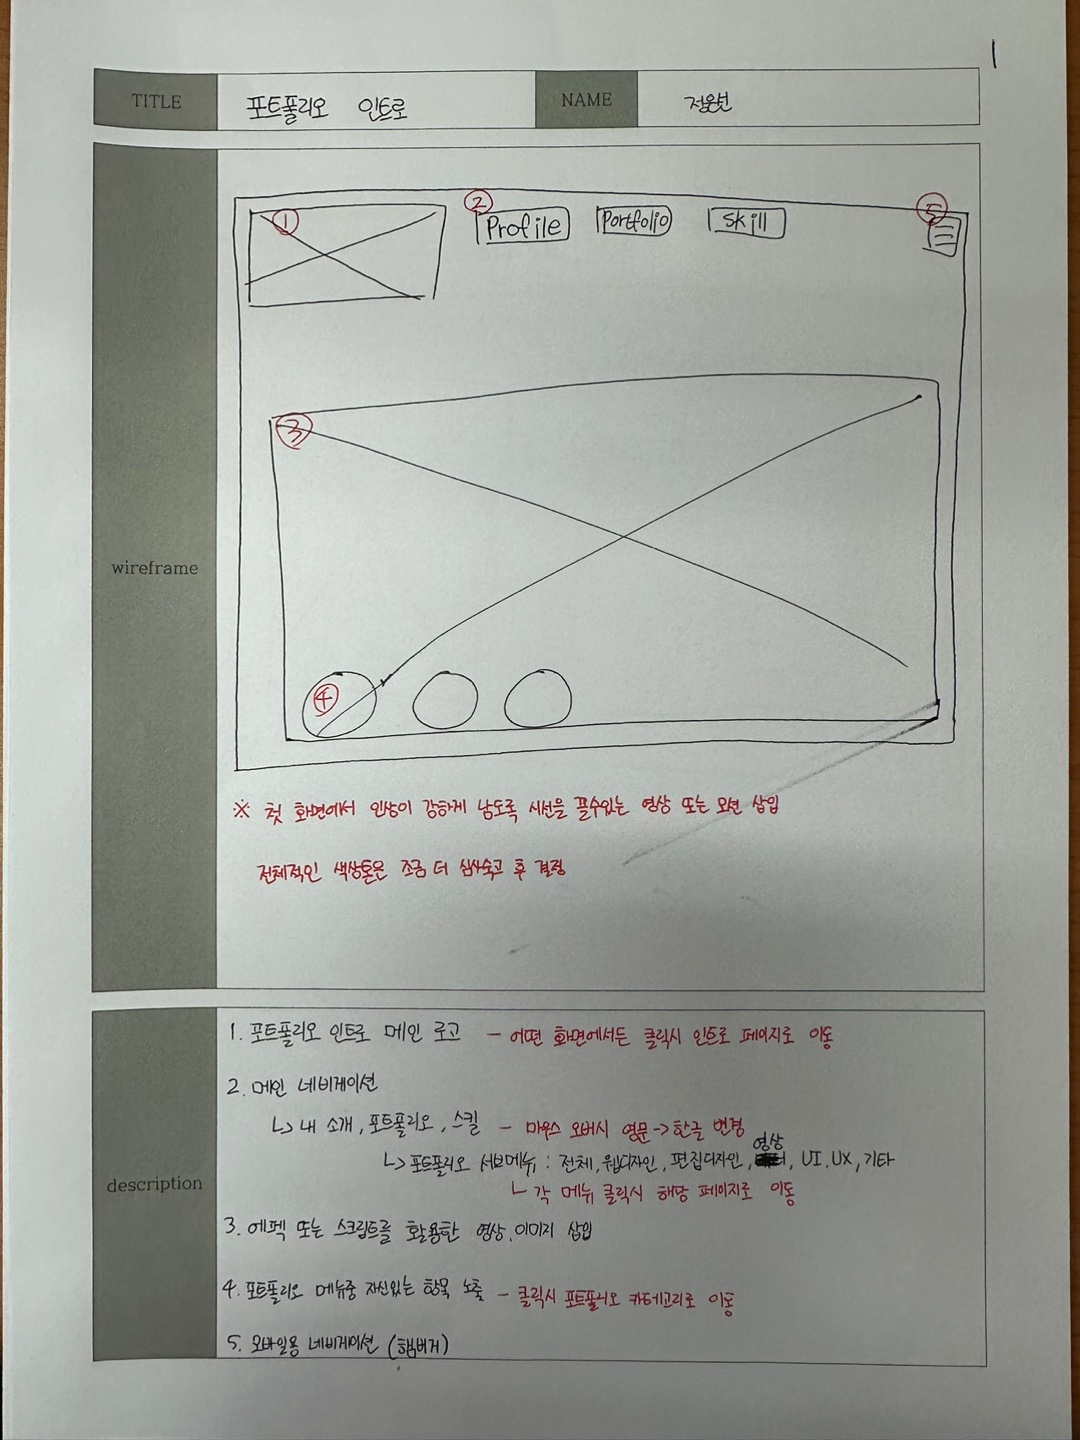 1
TITLE 포트폴리오 인트로 NAME 정윤선
① ② Profile Portfolio Skill ⑤
③
wireframe
④
※ 첫 화면에서 인상이 강하게 남도록 시선을 끌수있는 영상 또는 모션 삽입
전체적인 색상톤은 조금 더 심사숙고 후 결정
1. 포트폴리오 인트로 메인 로고 - 어떤 화면에서든 클릭시 인트로 페이지로 이동
2. 메인 네비게이션
↳ 내 소개, 포트폴리오, 스킬 - 마우스 오버시 영문→한글 변경
영상
↳ 포트폴리오 서브메뉴 : 전체, 웹디자인, 편집디자인, , UI.UX, 기타
description
ㄴ 각 메뉴 클릭시 해당 페이지로 이동
3. 에펙 또는 스크립트를 활용한 영상, 이미지 삽입
4. 포트폴리오 메뉴중 자신있는 항목 노출 - 클릭시 포트폴리오 카테고리로 이동
5. 모바일용 네비게이션 (햄버거)